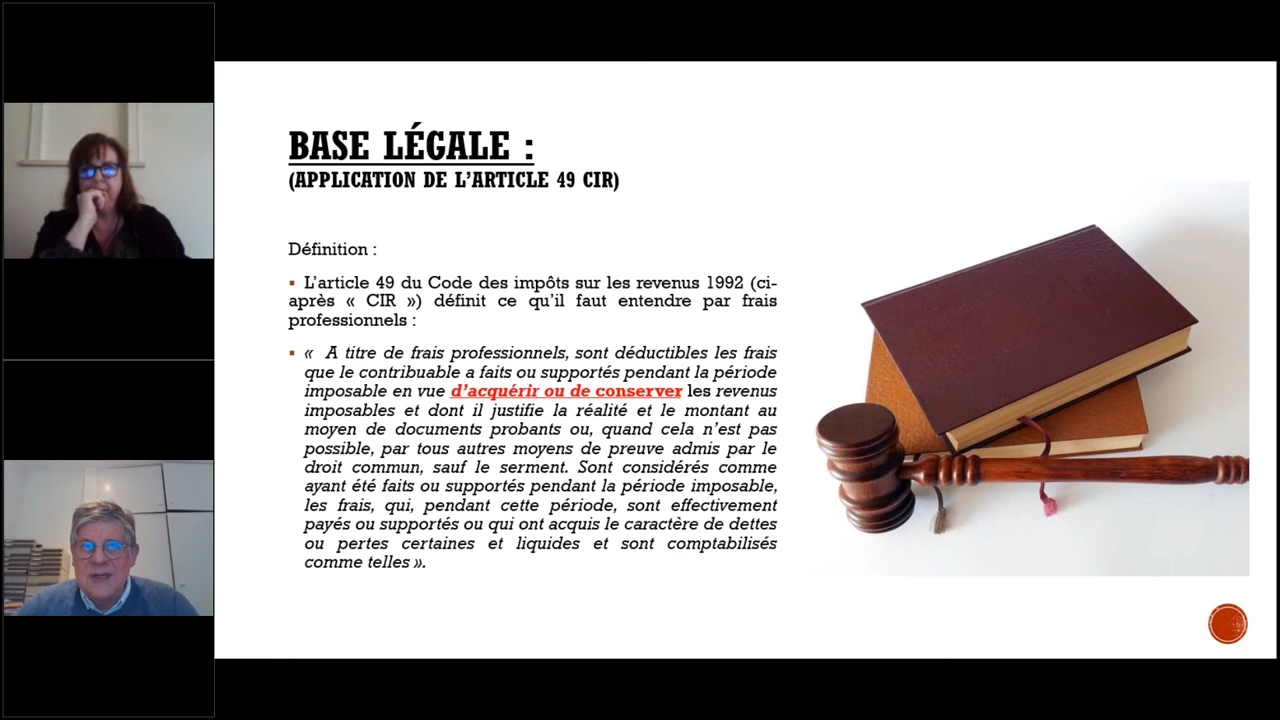 BASE LÉGALE :
(APPLICATION DE L’ARTICLE 49 CIR)
Définition :
▪ L’article 49 du Code des impôts sur les revenus 1992 (ci-
après « CIR ») définit ce qu’il faut entendre par frais
professionnels :
▪ « A titre de frais professionnels, sont déductibles les frais
que le contribuable a faits ou supportés pendant la période
imposable en vue d’acquérir ou de conserver les revenus
imposables et dont il justifie la réalité et le montant au
moyen de documents probants ou, quand cela n’est pas
possible, par tous autres moyens de preuve admis par le
droit commun, sauf le serment. Sont considérés comme
ayant été faits ou supportés pendant la période imposable,
les frais, qui, pendant cette période, sont effectivement
payés ou supportés ou qui ont acquis le caractère de dettes
ou pertes certaines et liquides et sont comptabilisés
comme telles ».